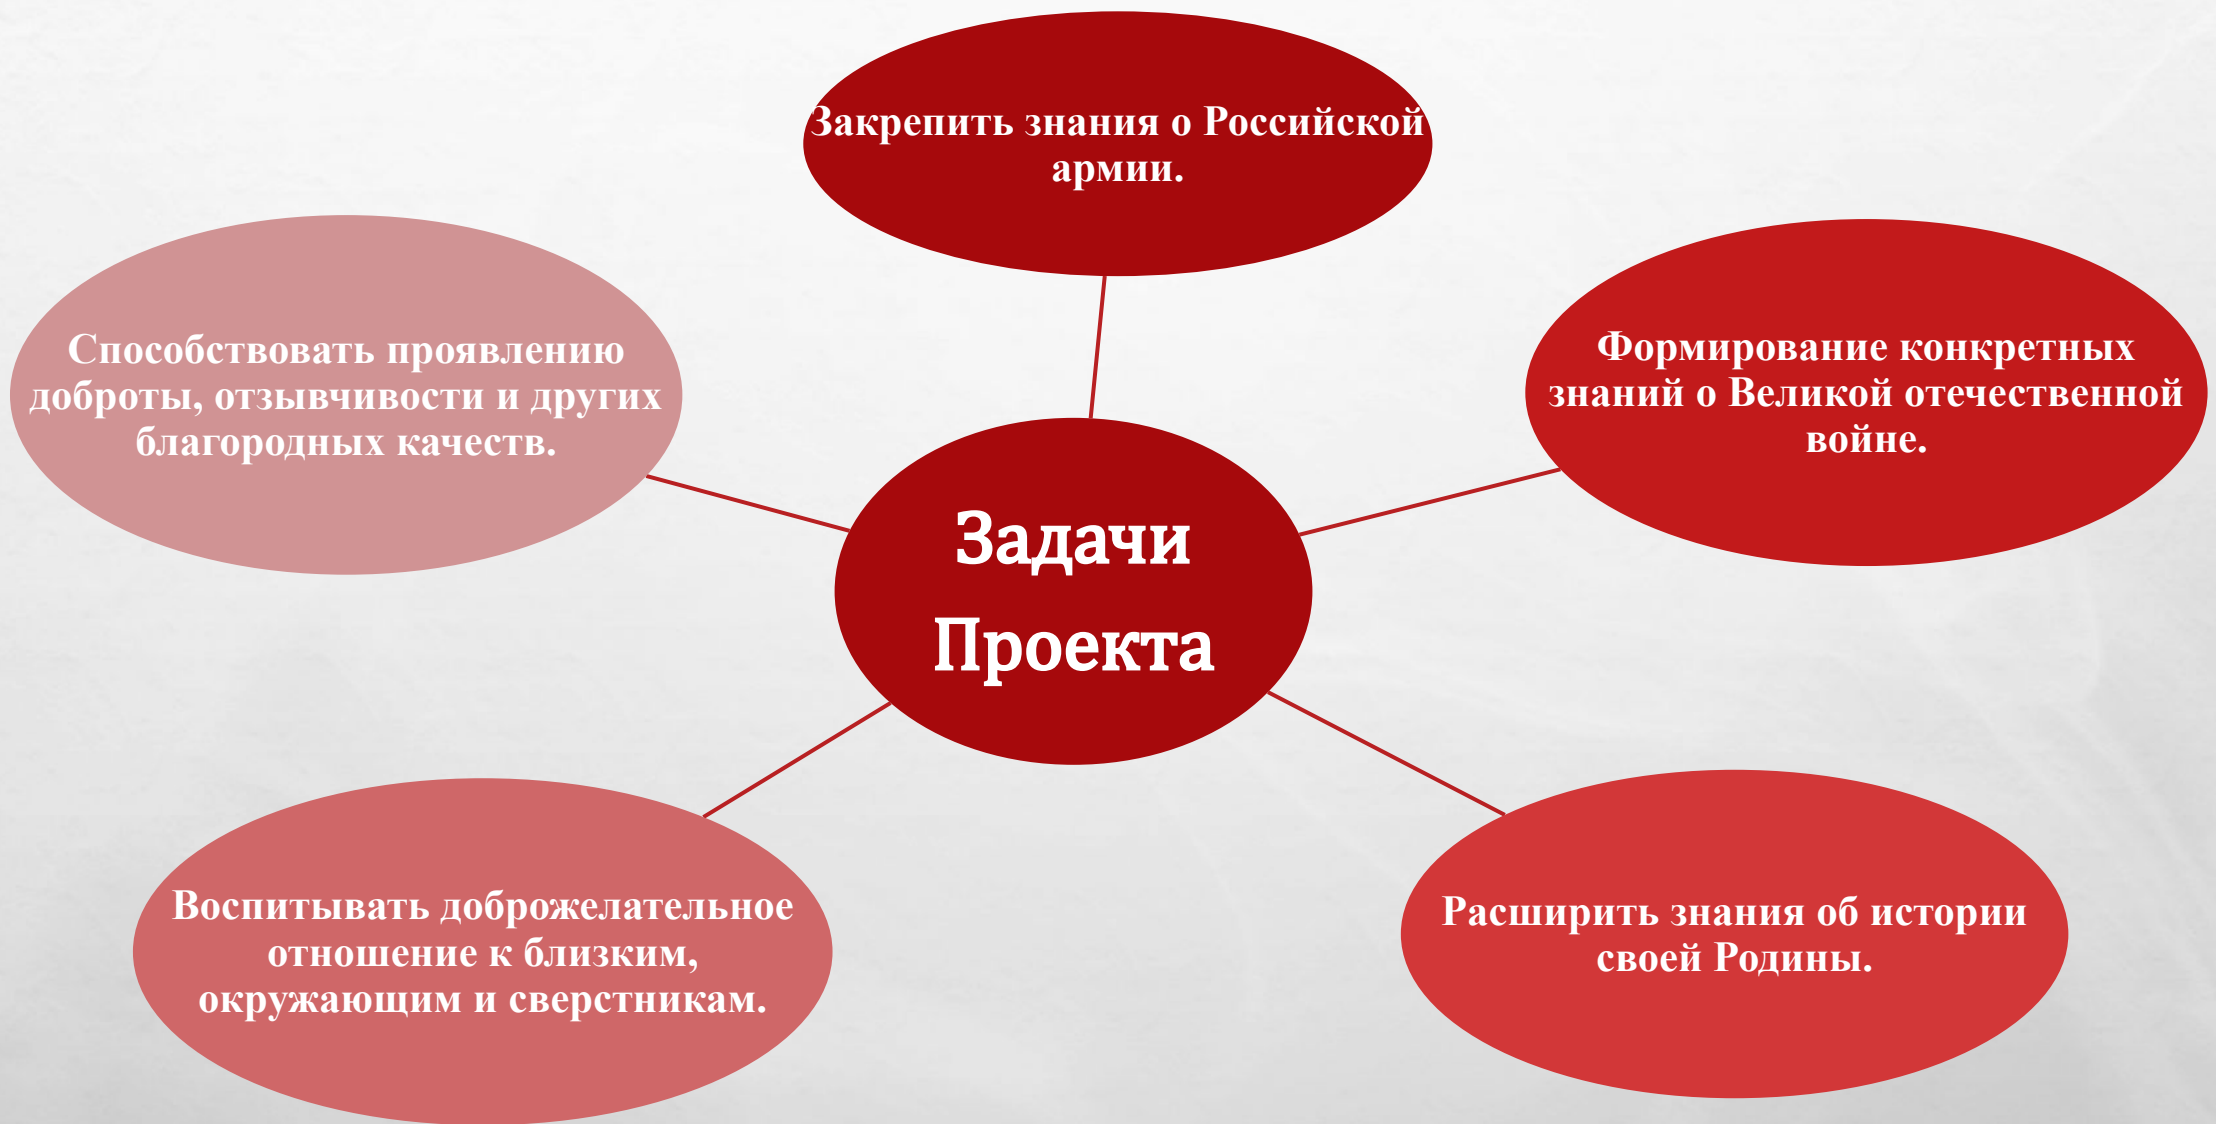 Закрепить знания о Российской
армии.
Способствовать проявлению
доброты, отзывчивости и других
благородных качеств.
Формирование конкретных
знаний о Великой отечественной
войне.
Задачи
Проекта
Воспитывать доброжелательное
отношение к близким,
окружающим и сверстникам.
Расширить знания об истории
своей Родины.